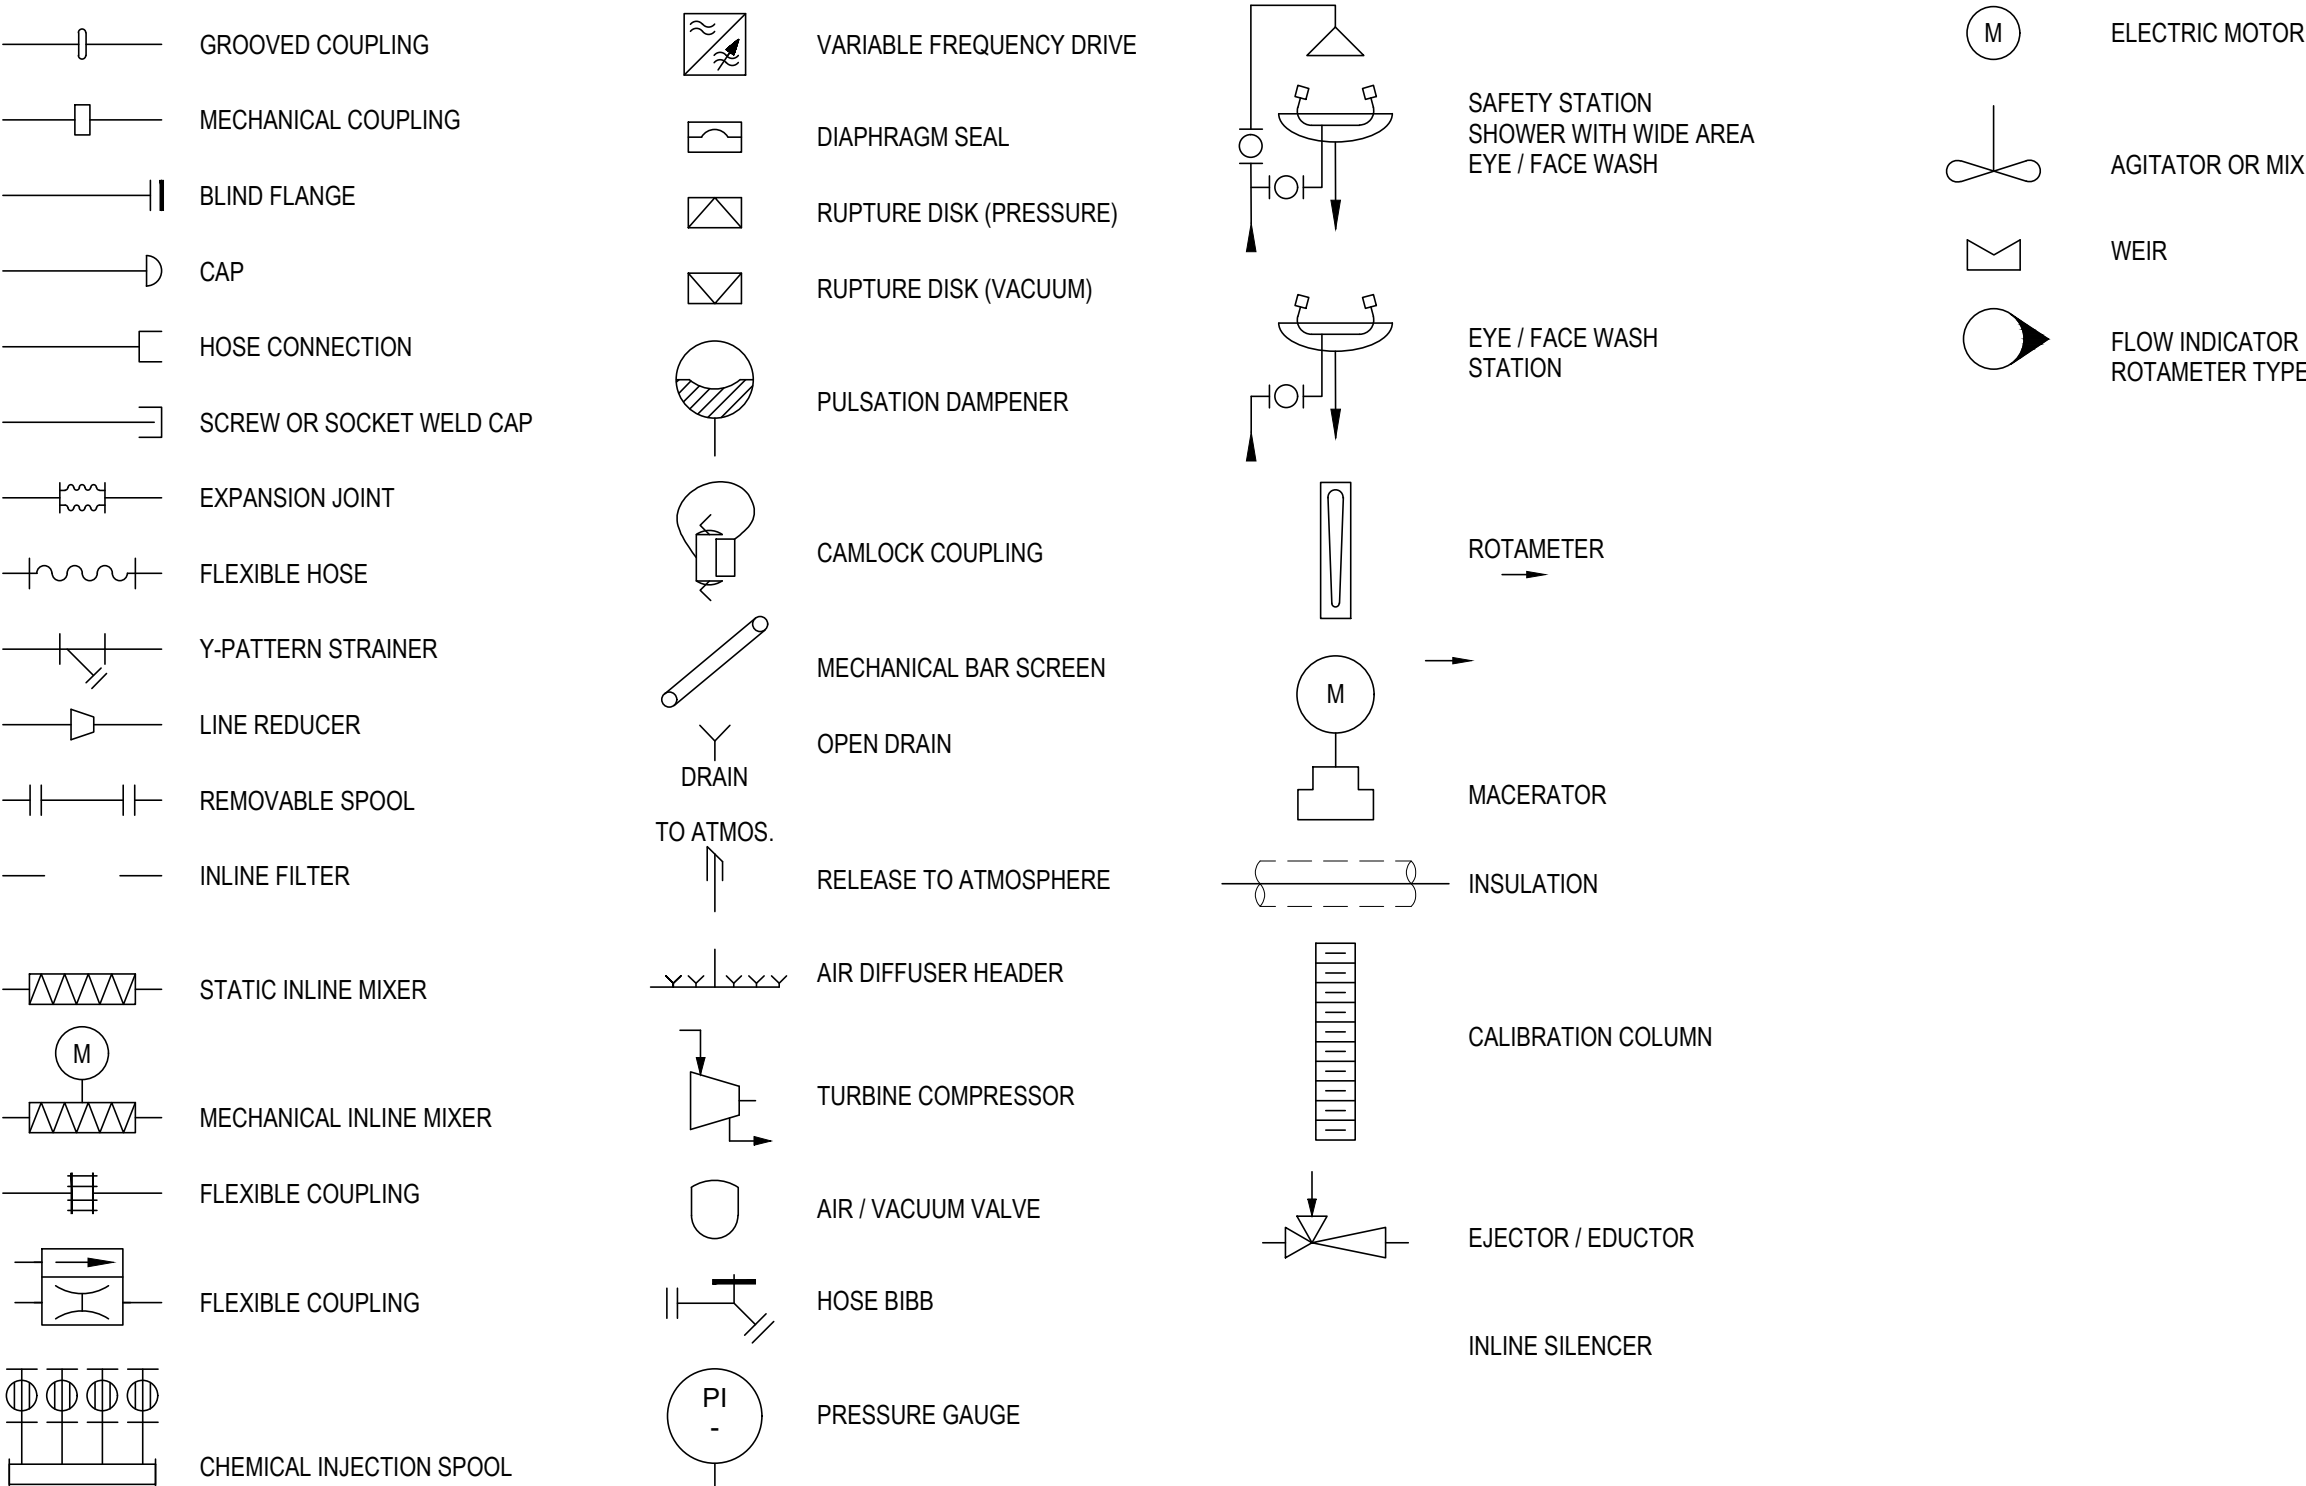 GROOVED COUPLING
MECHANICAL COUPLING
BLIND FLANGE
CAP
HOSE CONNECTION
SCREW OR SOCKET WELD CAP
EXPANSION JOINT
FLEXIBLE HOSE
Y-PATTERN STRAINER
LINE REDUCER
REMOVABLE SPOOL
INLINE FILTER
STATIC INLINE MIXER
M
MECHANICAL INLINE MIXER
FLEXIBLE COUPLING
FLEXIBLE COUPLING
CHEMICAL INJECTION SPOOL
VARIABLE FREQUENCY DRIVE
DIAPHRAGM SEAL
RUPTURE DISK (PRESSURE)
RUPTURE DISK (VACUUM)
PULSATION DAMPENER
CAMLOCK COUPLING
MECHANICAL BAR SCREEN
OPEN DRAIN
DRAIN
TO ATMOS.
RELEASE TO ATMOSPHERE
AIR DIFFUSER HEADER
TURBINE COMPRESSOR
AIR / VACUUM VALVE
HOSE BIBB
PI
-
PRESSURE GAUGE
SAFETY STATION
SHOWER WITH WIDE AREA
EYE / FACE WASH
EYE / FACE WASH
STATION
ROTAMETER
M
MACERATOR
INSULATION
CALIBRATION COLUMN
EJECTOR / EDUCTOR
INLINE SILENCER
M
ELECTRIC MOTOR
AGITATOR OR MIX
WEIR
FLOW INDICATOR
ROTAMETER TYPE